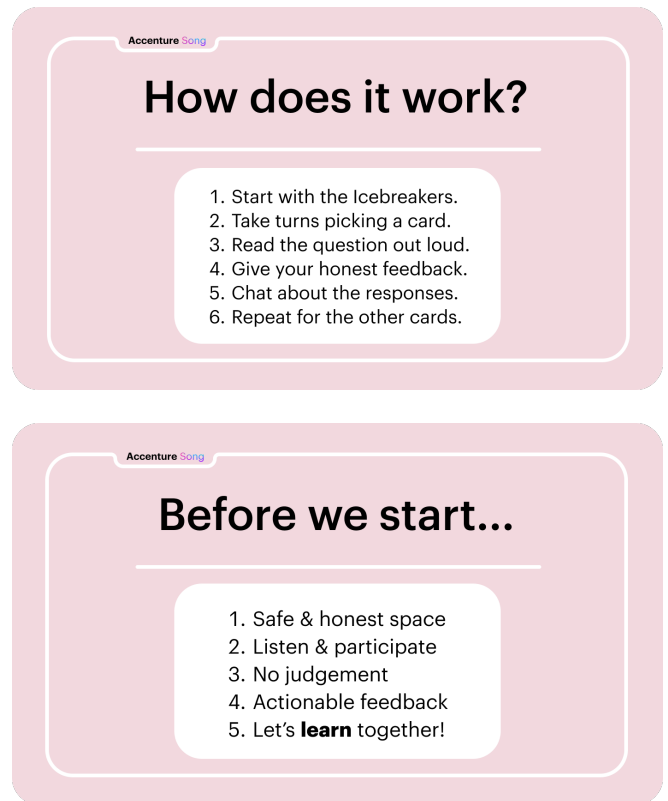 Accenture Song
How does it work?
1. Start with the Icebreakers.
2. Take turns picking a card.
3. Read the question out loud.
4. Give your honest feedback.
5. Chat about the responses.
6. Repeat for the other cards.
Accenture Song
Before we start...
1. Safe & honest space
2. Listen & participate
3. No judgement
4. Actionable feedback
5. Let's learn together!